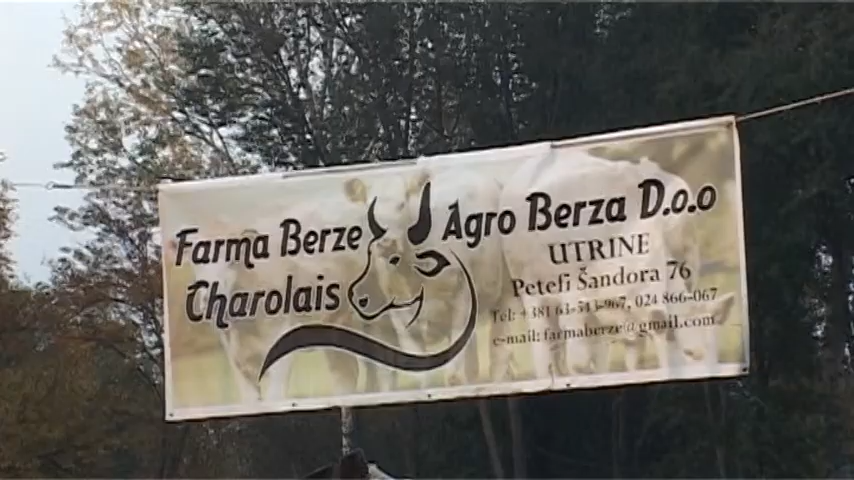 Farma Berze
Charolais
Agro Berza D.o.o
UTRINE
Petefi Šandora 76
Tel: +381 63-543-967, 024 866-067
e-mail: farmaberze@gmail.com